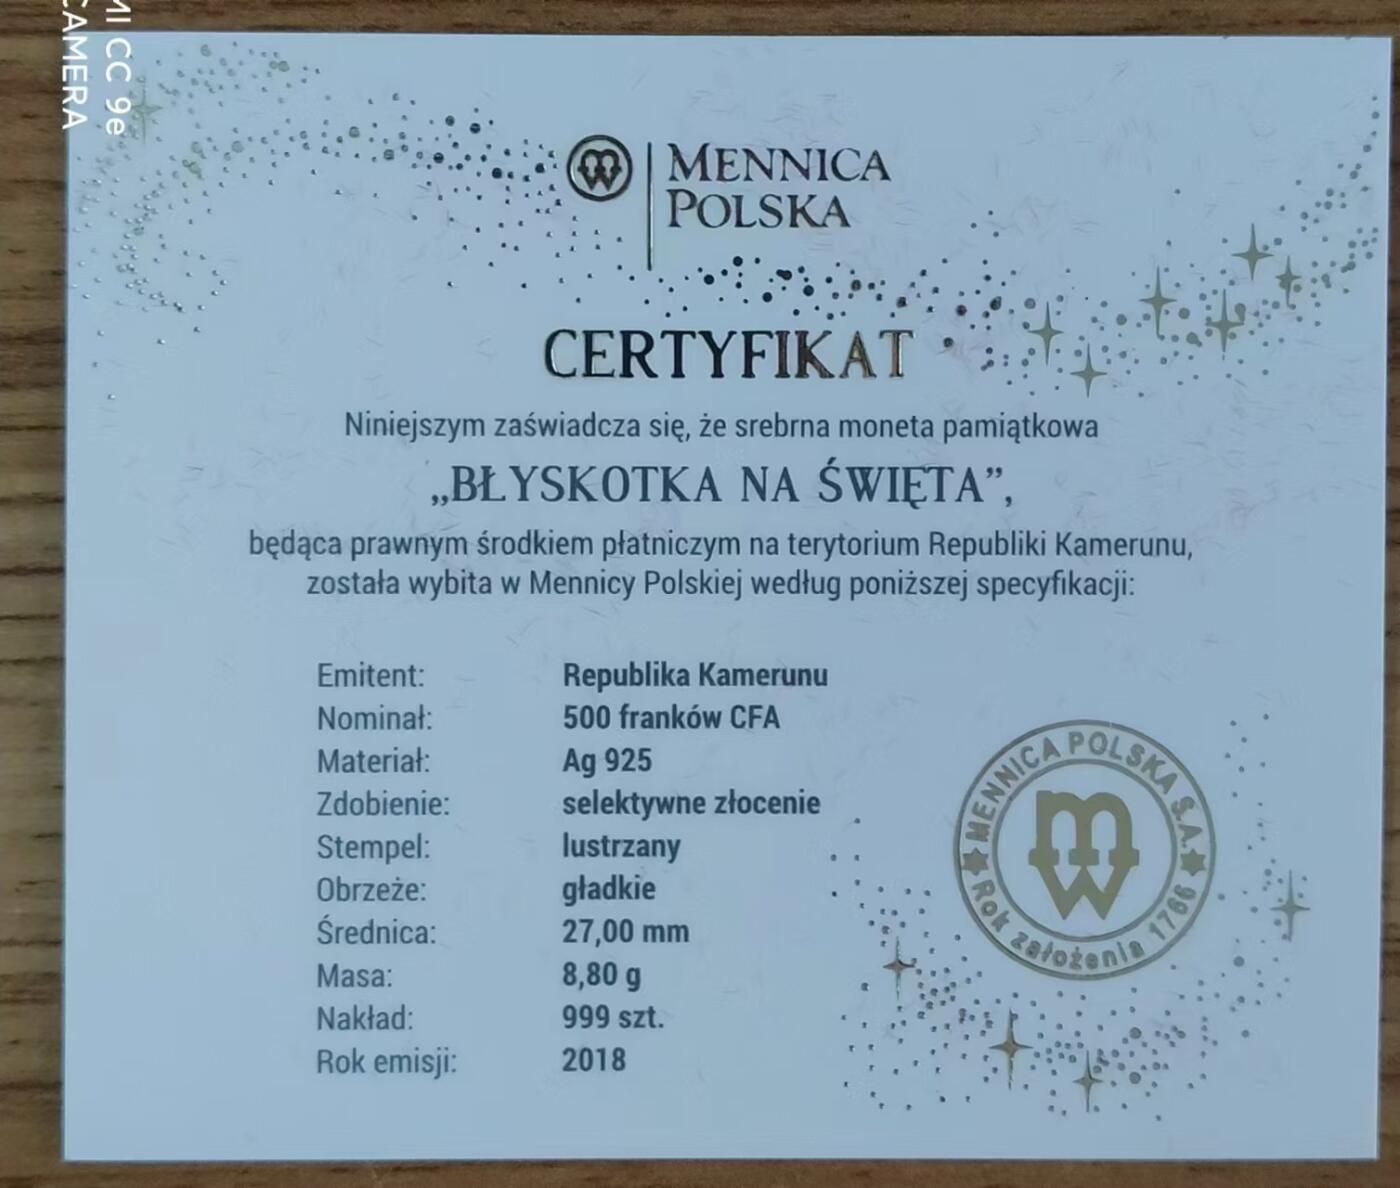 MI CC 9e
CAMERA
MENNICA
POLSKA
CERTYFIKAT
Niniejszym zaświadcza się, że srebrna moneta pamiątkowa
„BŁYSKOTKA NA ŚWIĘTA”,
będąca prawnym środkiem płatniczym na terytorium Republiki Kamerunu,
została wybita w Mennicy Polskiej według poniższej specyfikacji:
Emitent: Republika Kamerunu
Nominał: 500 franków CFA
Materiał: Ag 925
Zdobienie: selektywne złocenie
Stempel: lustrzany
Obrzeże: gładkie
Średnica: 27,00 mm
Masa: 8,80 g
Nakład: 999 szt.
Rok emisji: 2018
MENNICA POLSKA S.A.
mw
Rok założenia 1766